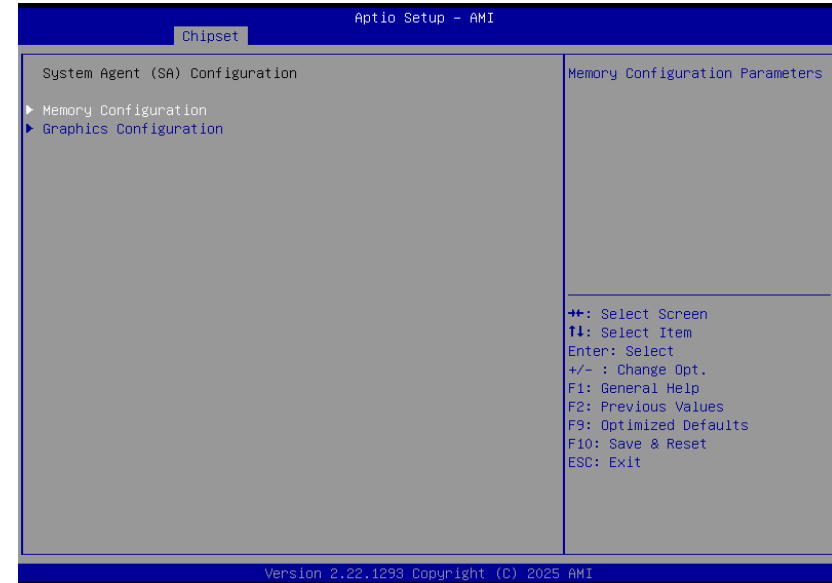 Aptio Setup – AMI
Chipset
System Agent (SA) Configuration
Memory Configuration
Graphics Configuration
Memory Configuration Parameters
→←: Select Screen
↑↓: Select Item
Enter: Select
+/- : Change Opt.
F1: General Help
F2: Previous Values
F9: Optimized Defaults
F10: Save & Reset
ESC: Exit
Version 2.22.1293 Copyright (C) 2025 AMI